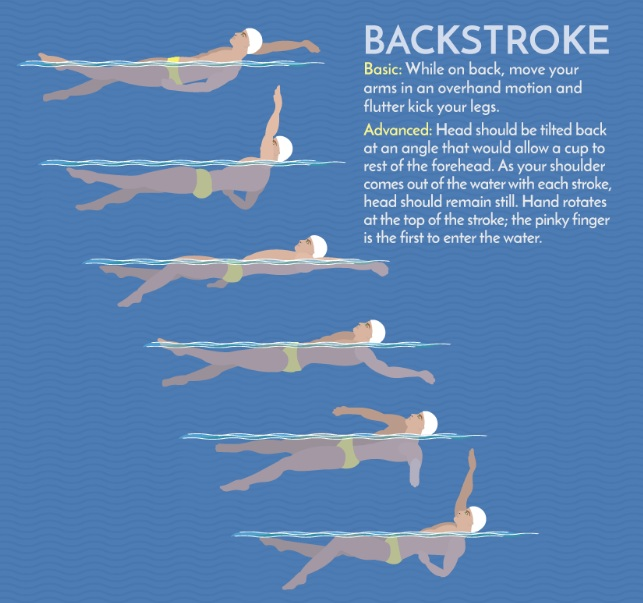 BACKSTROKE
Basic: While on back, move your
arms in an overhand motion and
flutter kick your legs.
Advanced: Head should be tilted back
at an angle that would allow a cup to
rest of the forehead. As your shoulder
comes out of the water with each stroke,
head should remain still. Hand rotates
at the top of the stroke; the pinky finger
is the first to enter the water.